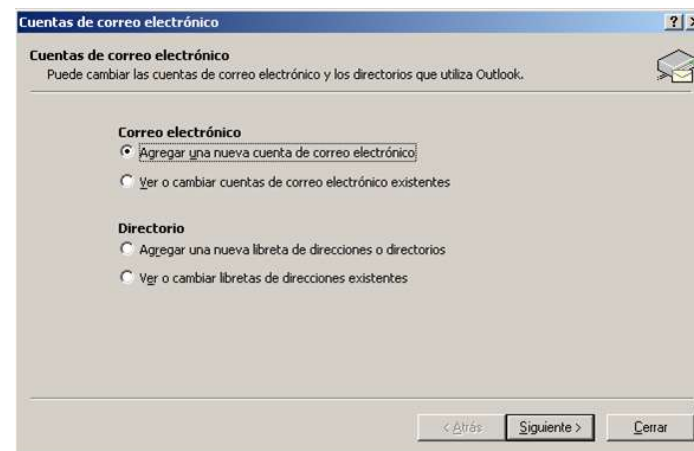 Cuentas de correo electrónico
Cuentas de correo electrónico
Puede cambiar las cuentas de correo electrónico y los directorios que utiliza Outlook.
Correo electrónico
Agregar una nueva cuenta de correo electrónico
Ver o cambiar cuentas de correo electrónico existentes
Directorio
Agregar una nueva libreta de direcciones o directorios
Ver o cambiar libretas de direcciones existentes
< Atrás Siguiente > Cerrar